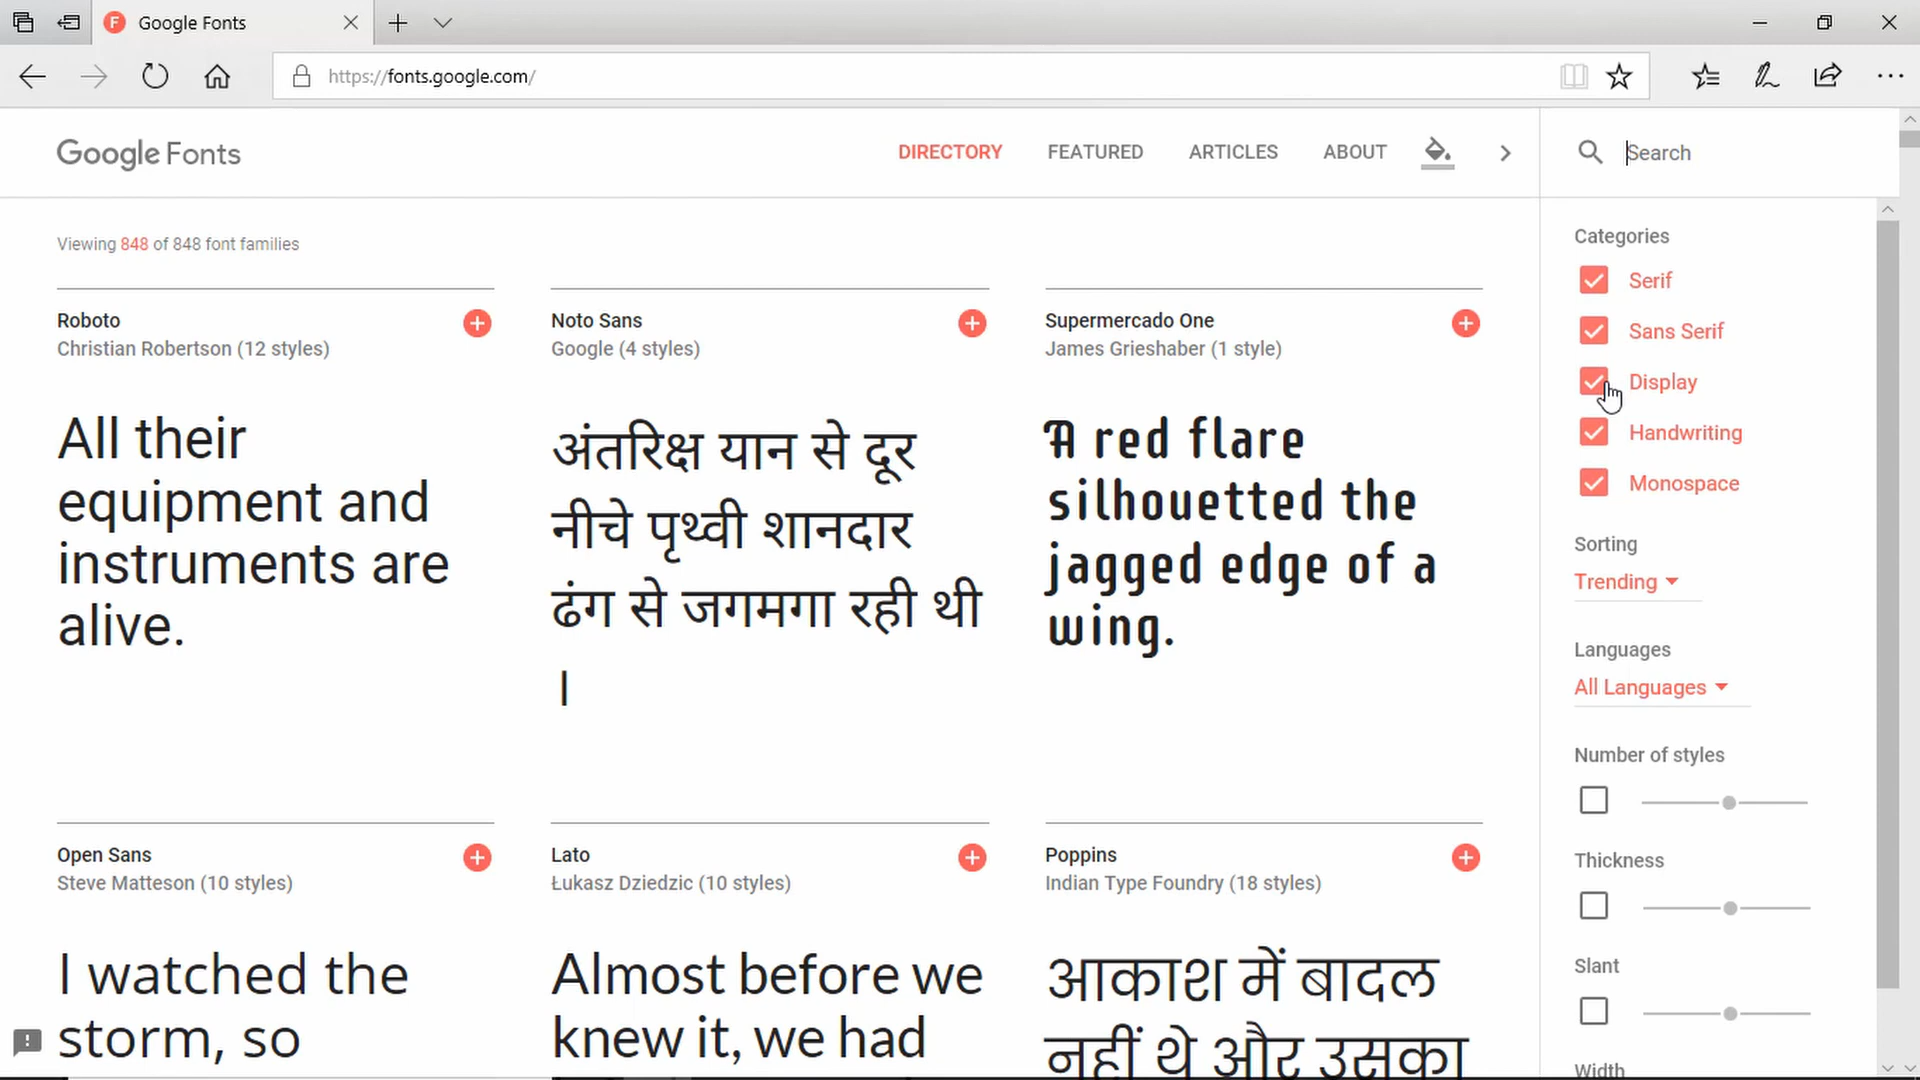 Google Fonts
https://fonts.google.com/
Google Fonts
DIRECTORY
FEATURED
ARTICLES
ABOUT
Search
Viewing 848 of 848 font families
Roboto
Christian Robertson (12 styles)
All their
equipment and
instruments are
alive.
Noto Sans
Google (4 styles)
अंतरिक्ष यान से दूर
नीचे पृथ्वी शानदार
ढंग से जगमगा रही थी
।
Supermercado One
James Grieshaber (1 style)
A red flare
silhouetted the
jagged edge of a
wing.
Open Sans
Steve Matteson (10 styles)
I watched the
storm, so
Lato
Łukasz Dziedzic (10 styles)
Almost before we
knew it, we had
Poppins
Indian Type Foundry (18 styles)
आकाश में बादल
नहीं थे और उसका
Categories
Serif
Sans Serif
Display
Handwriting
Monospace
Sorting
Trending
Languages
All Languages
Number of styles
Thickness
Slant
Width